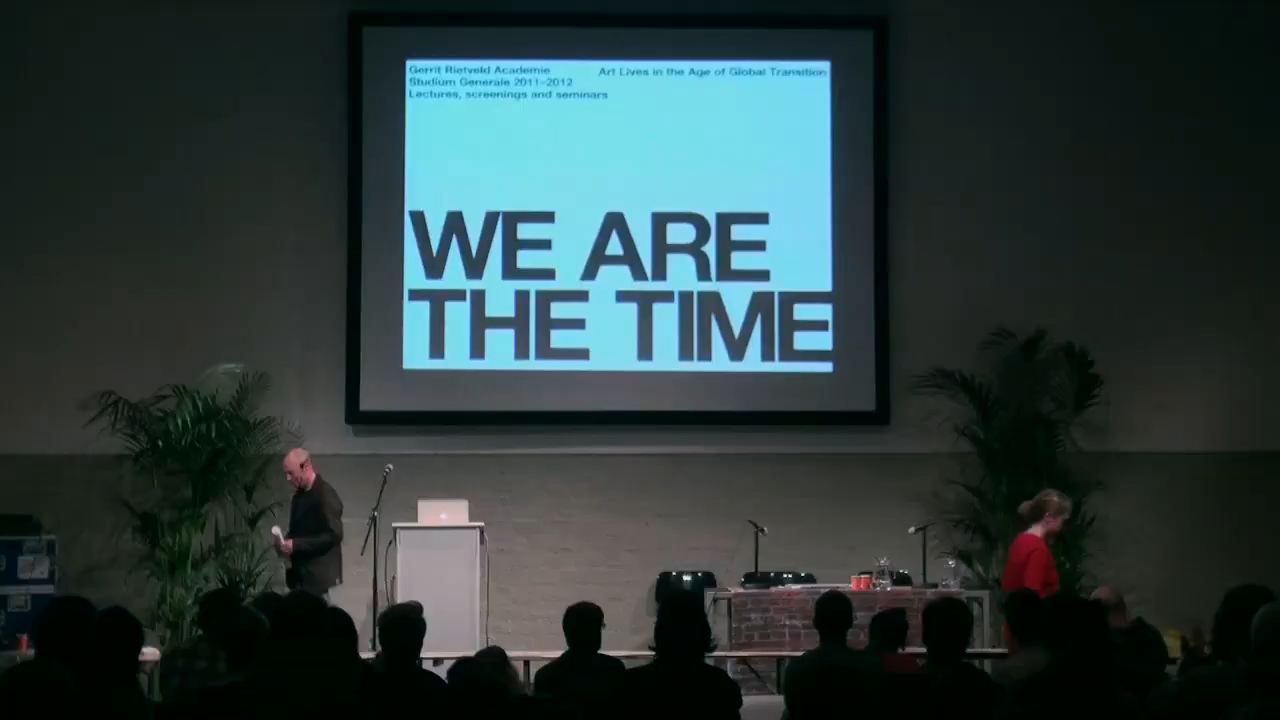 Gerrit Rietveld Academie
Studium Generale 2011–2012
Lectures, screenings and seminars
Art Lives in the Age of Global Transition
WE ARE
THE TIME